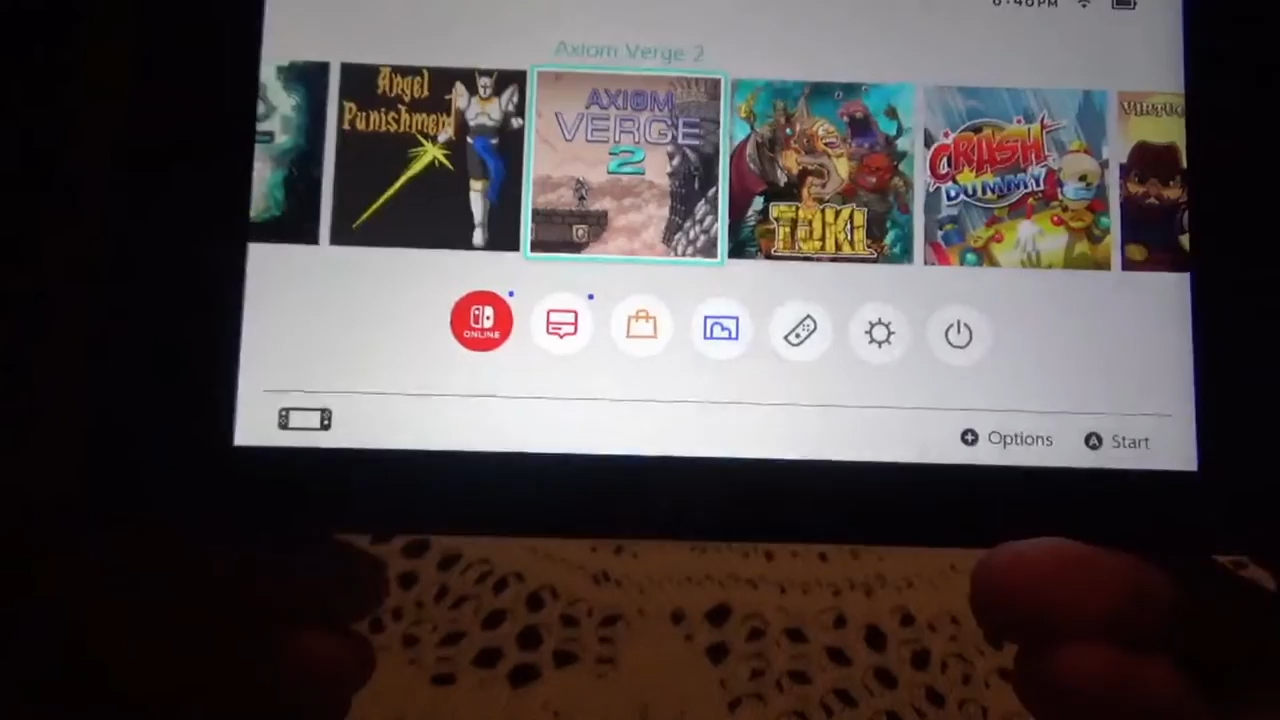 Axiom Verge 2
Angel
Punishment
AXIOM
VERGE
2
TOKI
CRASH
DUMMY
ONLINE
Options
A Start